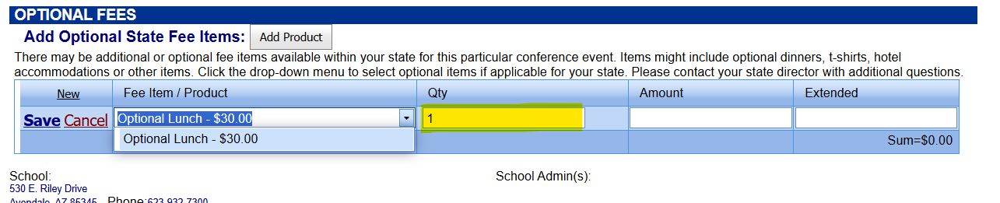 OPTIONAL FEES
Add Optional State Fee Items: Add Product
There may be additional or optional fee items available within your state for this particular conference event. Items might include optional dinners, t-shirts, hotel
accommodations or other items. Click the drop-down menu to select optional items if applicable for your state. Please contact your state director with additional questions.
New Fee Item / Product Qty Amount Extended
Save Cancel Optional Lunch - $30.00 1
Optional Lunch - $30.00
Sum=$0.00
School: School Admin(s):
530 E. Riley Drive
Avondale, AZ 85345 Phone:623-932-7300